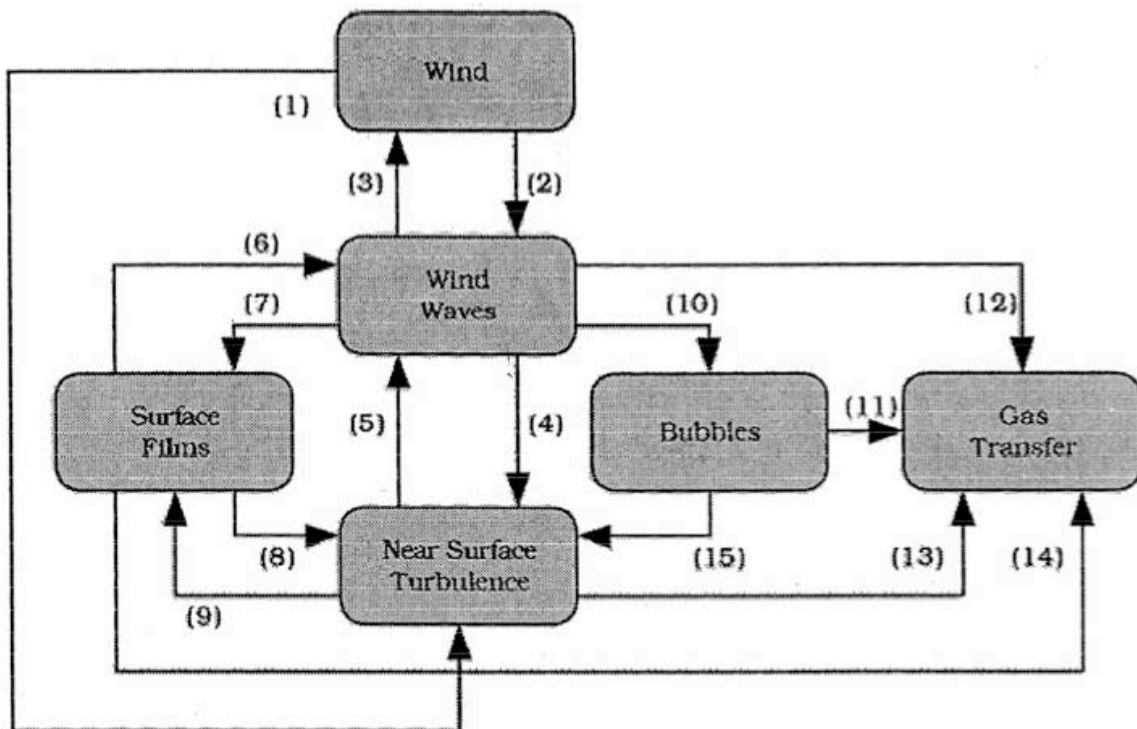 Wind
(1)
(3)
(2)
(6)
Wind
Waves
(7)
(10)
(12)
Surface
Films
(5)
(4)
Bubbles
(11)
Gas
Transfer
(8)
Near Surface
Turbulence
(15)
(13)
(14)
(9)